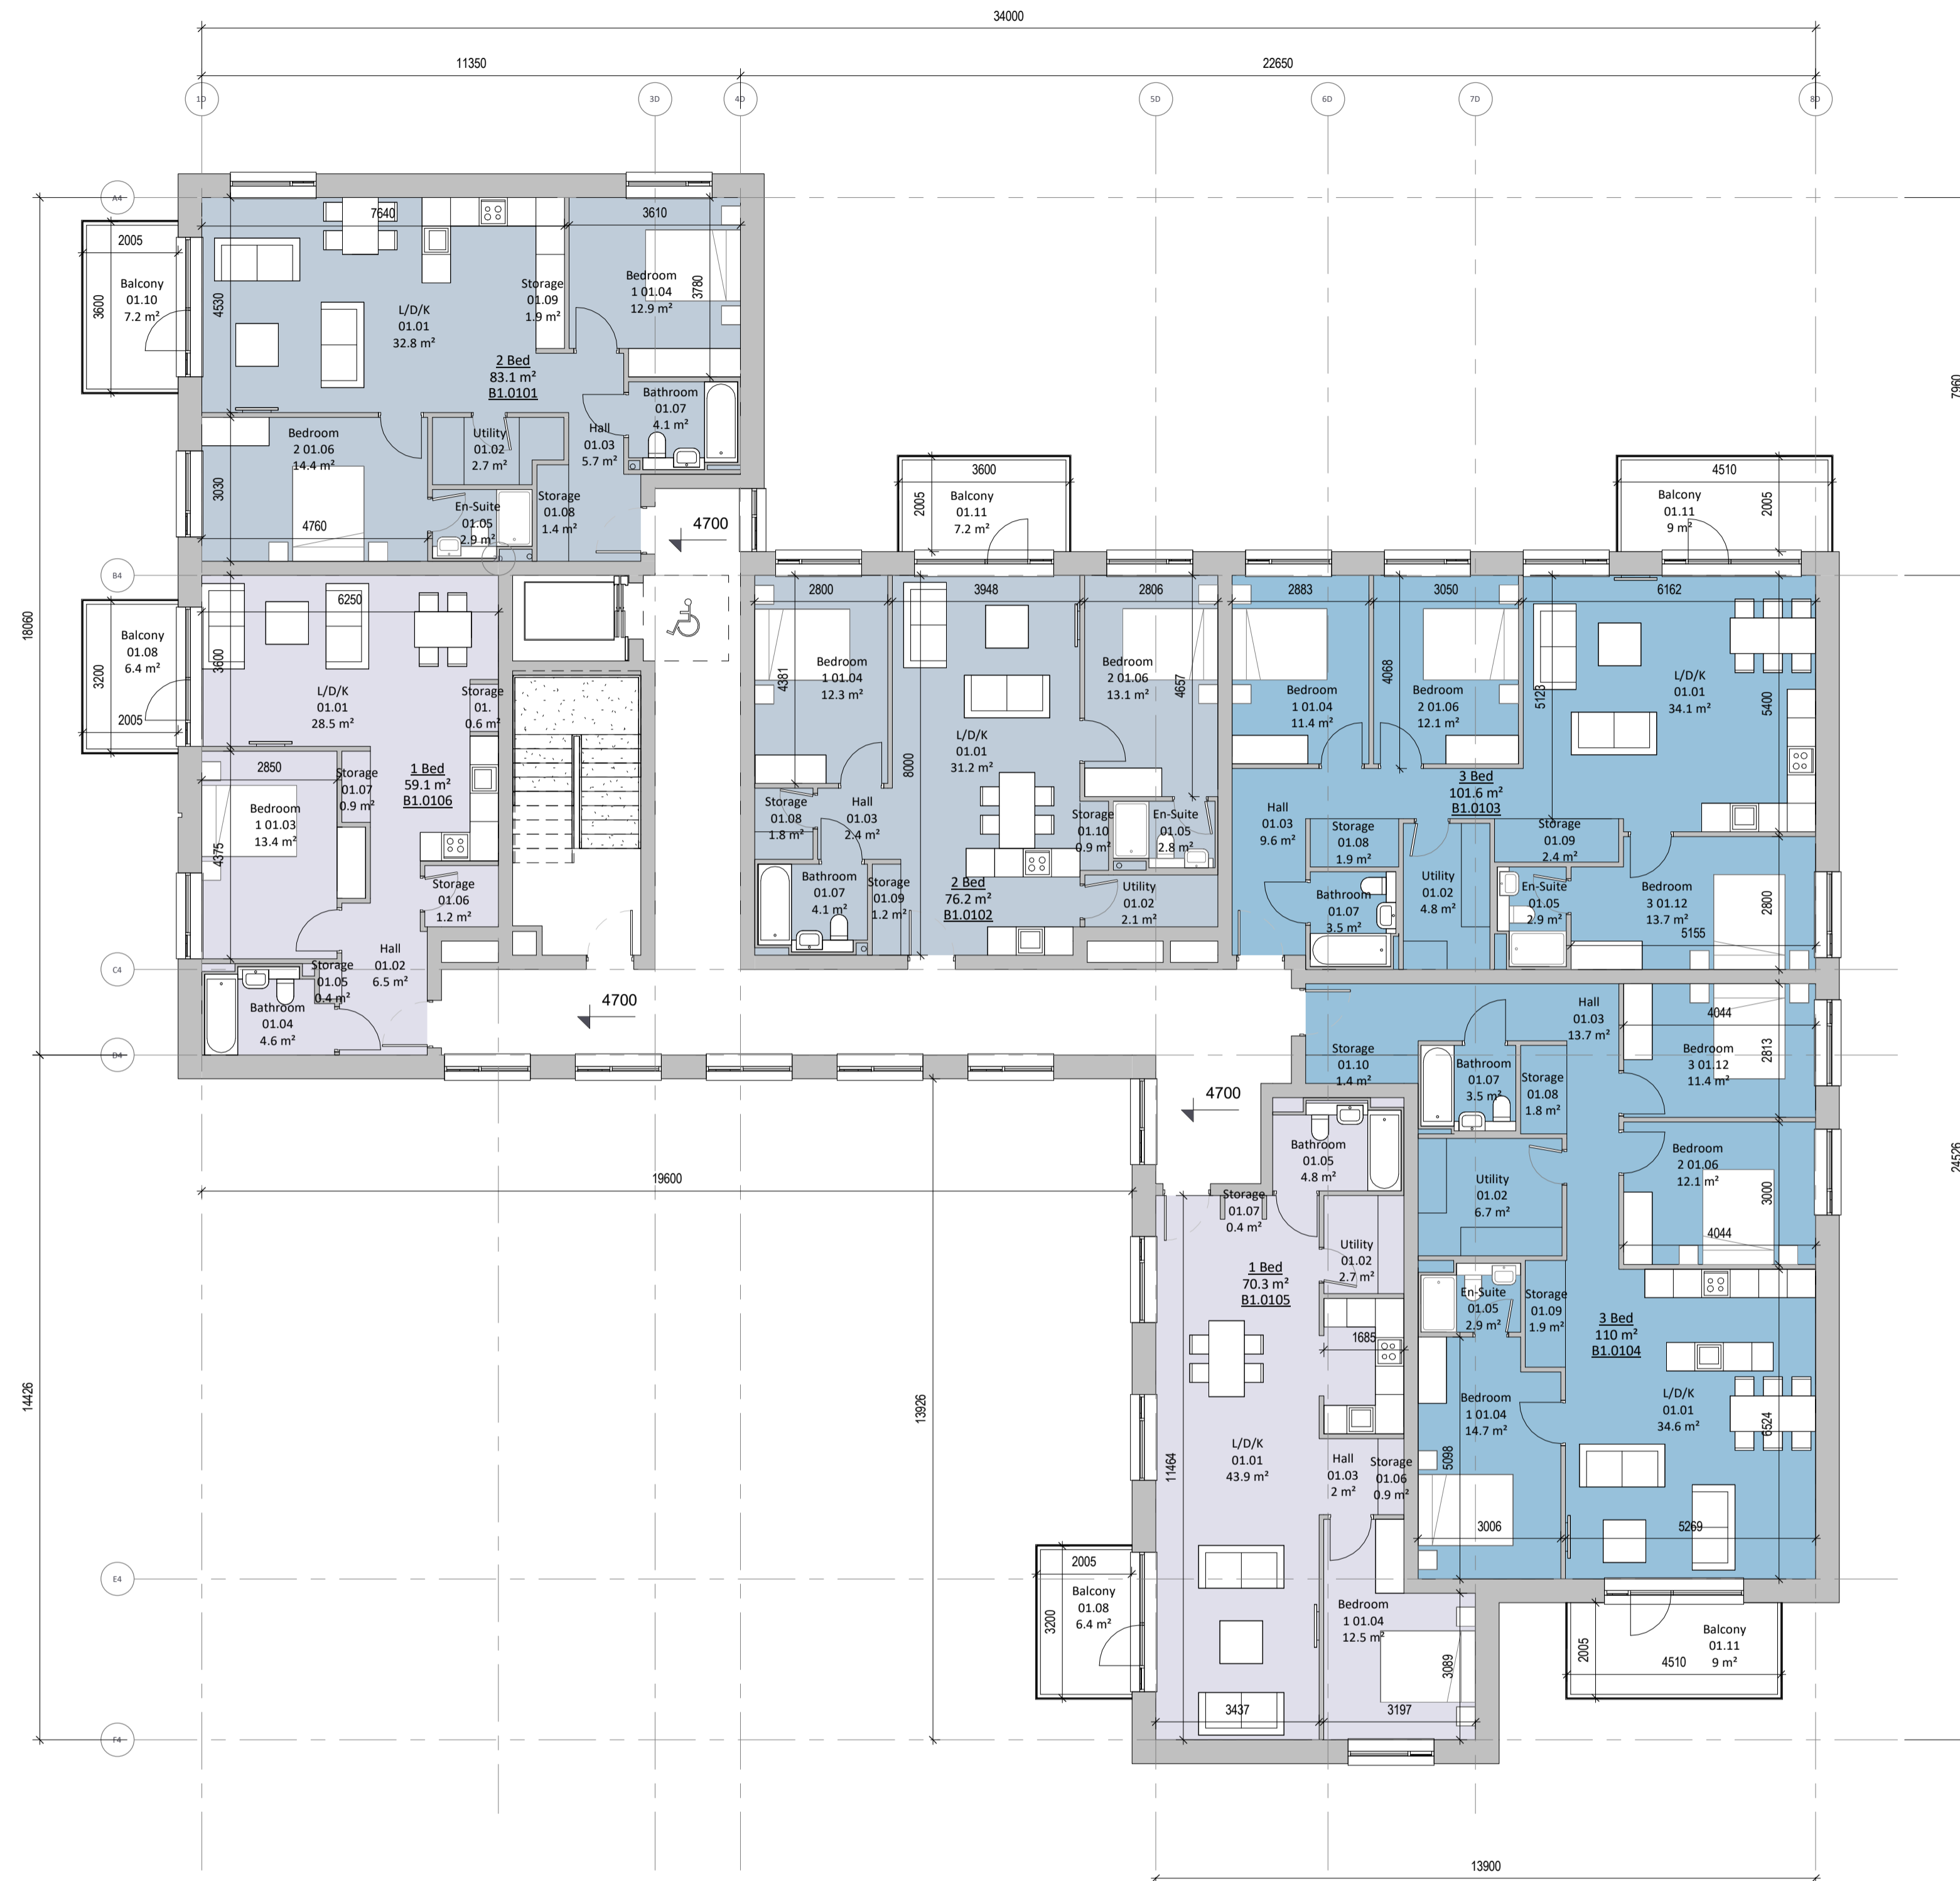 34000
11350
22650
1D
3D
4D
5D
6D
7D
8D
A4
B4
C4
D4
E4
F4
18060
14426
7960
24526
2005
3600
Balcony
01.10
7.2 m²
7640
4530
L/D/K
01.01
32.8 m²
Storage
01.09
1.9 m²
3610
3780
Bedroom
1 01.04
12.9 m²
2 Bed
83.1 m²
B1.0101
Bathroom
01.07
4.1 m²
Hall
01.03
5.7 m²
Utility
01.02
2.7 m²
Bedroom
2 01.06
14.4 m²
3030
4760
En-Suite
01.05
2.9 m²
Storage
01.08
1.4 m²
4700
3200
Balcony
01.08
6.4 m²
2005
6250
3600
L/D/K
01.01
28.5 m²
Storage
01.
0.6 m²
2850
Storage
01.07
0.9 m²
1 Bed
59.1 m²
B1.0106
Bedroom
1 01.03
13.4 m²
4375
Storage
01.06
1.2 m²
Hall
01.02
6.5 m²
Storage
01.05
0.4 m²
Bathroom
01.04
4.6 m²
4700
3600
2005
Balcony
01.11
7.2 m²
2800
3948
2806
4381
Bedroom
1 01.04
12.3 m²
8000
L/D/K
01.01
31.2 m²
Bedroom
2 01.06
13.1 m²
4657
Storage
01.08
1.8 m²
Hall
01.03
2.4 m²
Storage
01.10
0.9 m²
En-Suite
01.05
2.8 m²
Bathroom
01.07
4.1 m²
Storage
01.09
1.2 m²
2 Bed
76.2 m²
B1.0102
Utility
01.02
2.1 m²
4510
2005
Balcony
01.11
9 m²
2883
3050
6162
4068
5123
5400
Bedroom
1 01.04
11.4 m²
Bedroom
2 01.06
12.1 m²
L/D/K
01.01
34.1 m²
3 Bed
101.6 m²
B1.0103
Hall
01.03
9.6 m²
Storage
01.08
1.9 m²
Storage
01.09
2.4 m²
Bathroom
01.07
3.5 m²
Utility
01.02
4.8 m²
En-Suite
01.05
2.9 m²
Bedroom
3 01.12
13.7 m²
2800
5155
Hall
01.03
13.7 m²
4044
Bedroom
3 01.12
11.4 m²
2813
Storage
01.10
1.4 m²
Bathroom
01.07
3.5 m²
Storage
01.08
1.8 m²
Bedroom
2 01.06
12.1 m²
3000
4044
Utility
01.02
6.7 m²
En-Suite
01.05
2.9 m²
Storage
01.09
1.9 m²
3 Bed
110 m²
B1.0104
L/D/K
01.01
34.6 m²
6524
Bedroom
1 01.04
14.7 m²
5098
3006
5269
Balcony
01.11
9 m²
2005
4510
4700
19600
13926
Bathroom
01.05
4.8 m²
Storage
01.07
0.4 m²
Utility
01.02
2.7 m²
1 Bed
70.3 m²
B1.0105
1685
11464
L/D/K
01.01
43.9 m²
Hall
01.03
2 m²
Storage
01.06
0.9 m²
2005
3200
Balcony
01.08
6.4 m²
Bedroom
1 01.04
12.5 m²
3089
3437
3197
13900